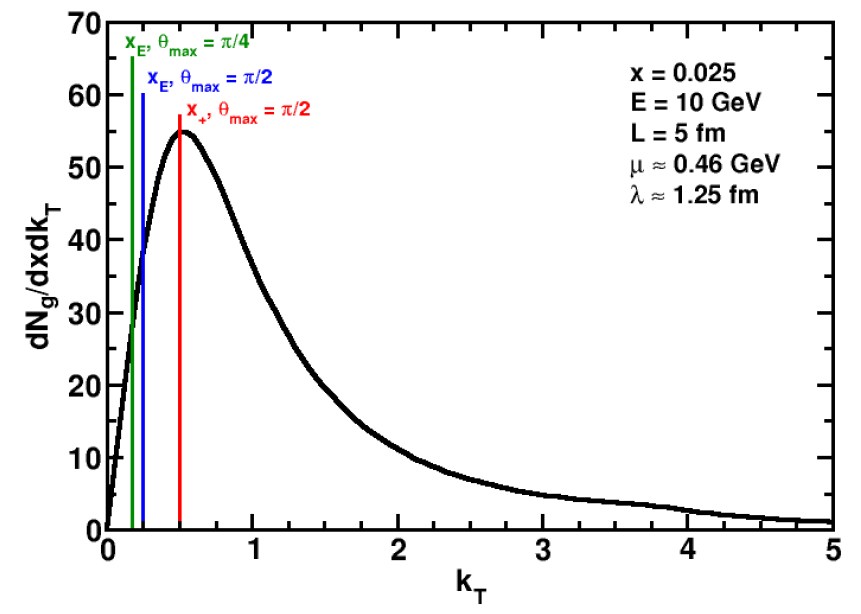 70
60
50
40
30
20
10
0
dN_g/dxdk_T
x_E, θ_max = π/4
x_E, θ_max = π/2
x_+, θ_max = π/2
x = 0.025
E = 10 GeV
L = 5 fm
μ ≈ 0.46 GeV
λ ≈ 1.25 fm
0 1 2 3 4 5
k_T